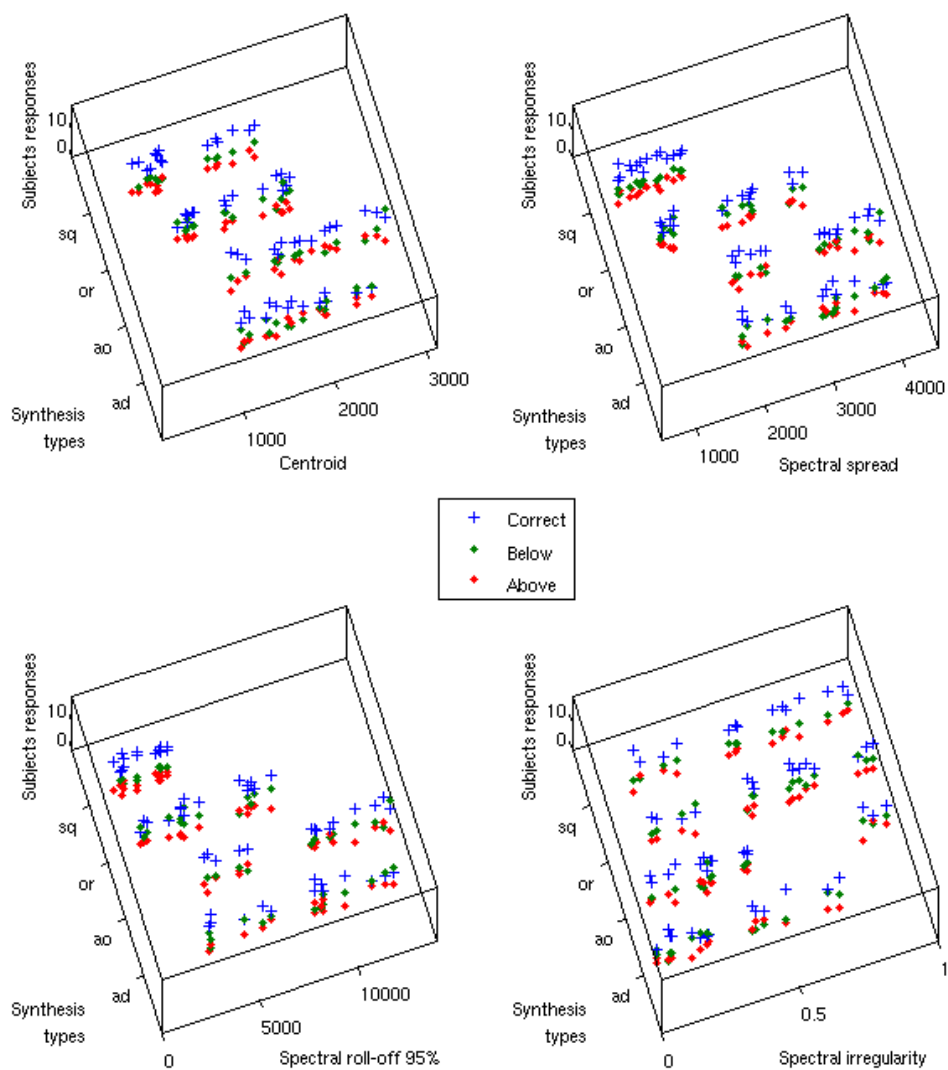 Subjects responses
10
0
sq
or
ao
ad
Synthesis
types
1000
2000
3000
Centroid
Subjects responses
10
0
sq
or
ao
ad
Synthesis
types
1000
2000
3000
4000
Spectral spread
Correct
Below
Above
Subjects responses
10
0
sq
or
ao
ad
Synthesis
types
0
5000
10000
Spectral roll-off 95%
Subjects responses
10
0
sq
or
ao
ad
Synthesis
types
0
0.5
1
Spectral irregularity